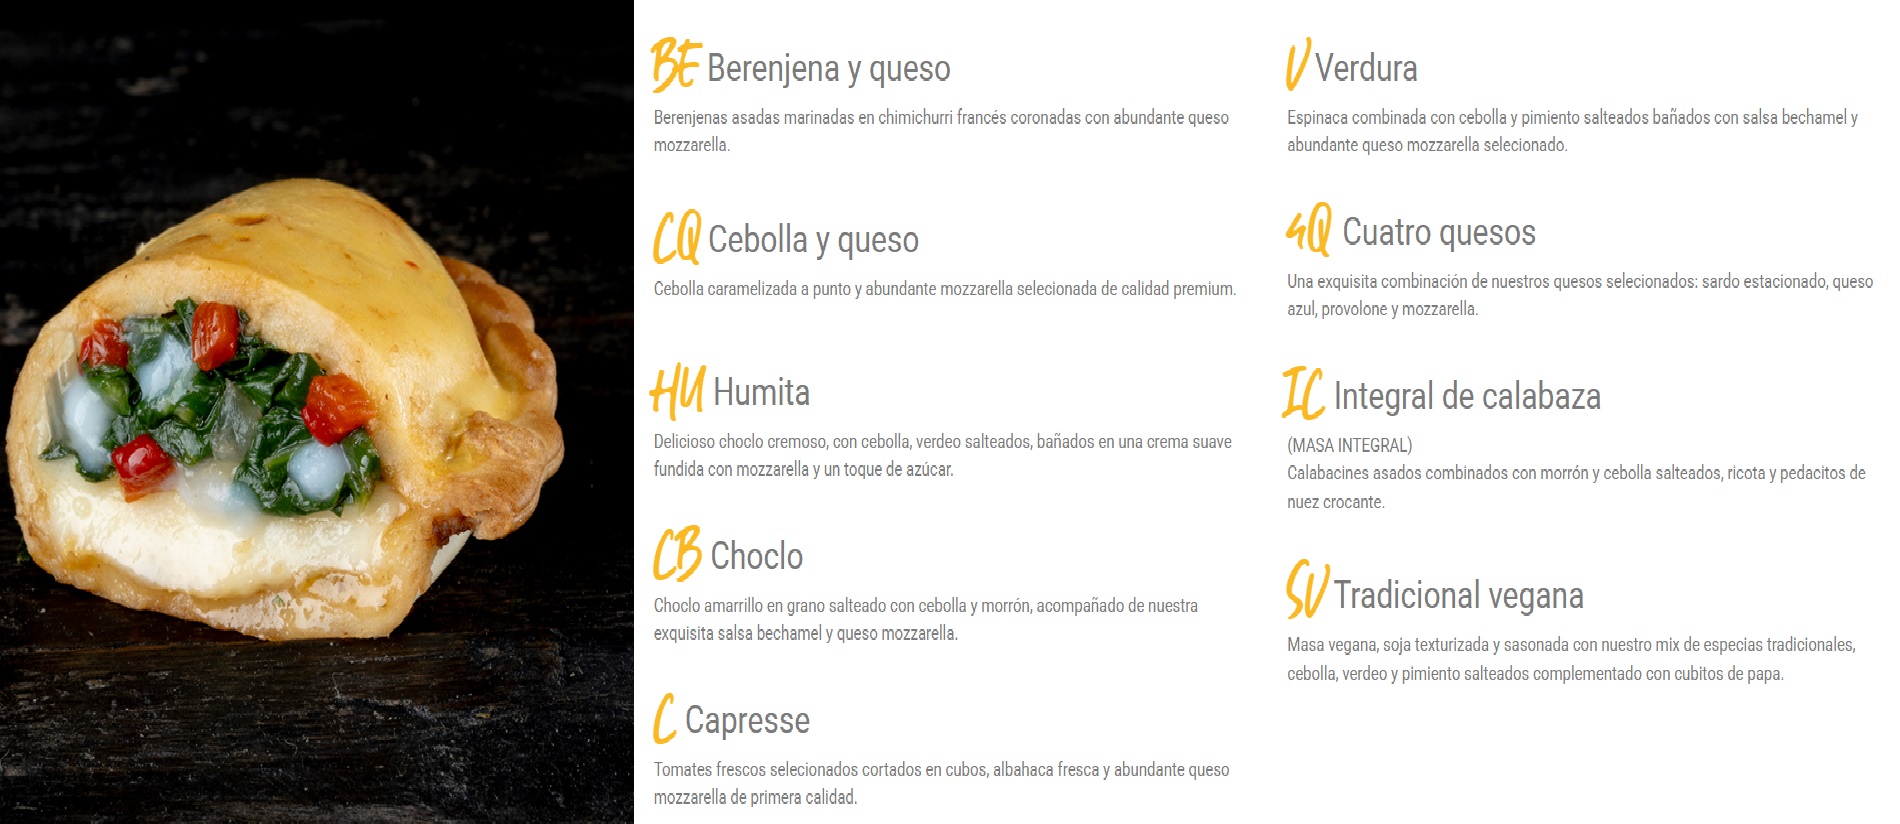 BE Berenjena y queso
Berenjenas asadas marinadas en chimichurri francés coronadas con abundante queso
mozzarella.
CQ Cebolla y queso
Cebolla caramelizada a punto y abundante mozzarella selecionada de calidad premium.
HU Humita
Delicioso choclo cremoso, con cebolla, verdeo salteados, bañados en una crema suave
fundida con mozzarella y un toque de azúcar.
CB Choclo
Choclo amarrillo en grano salteado con cebolla y morrón, acompañado de nuestra
exquisita salsa bechamel y queso mozzarella.
C Capresse
Tomates frescos selecionados cortados en cubos, albahaca fresca y abundante queso
mozzarella de primera calidad.
V Verdura
Espinaca combinada con cebolla y pimiento salteados bañados con salsa bechamel y
abundante queso mozzarella selecionado.
4Q Cuatro quesos
Una exquisita combinación de nuestros quesos selecionados: sardo estacionado, queso
azul, provolone y mozzarella.
IC Integral de calabaza
(MASA INTEGRAL)
Calabacines asados combinados con morrón y cebolla salteados, ricota y pedacitos de
nuez crocante.
SV Tradicional vegana
Masa vegana, soja texturizada y sasonada con nuestro mix de especias tradicionales,
cebolla, verdeo y pimiento salteados complementado con cubitos de papa.